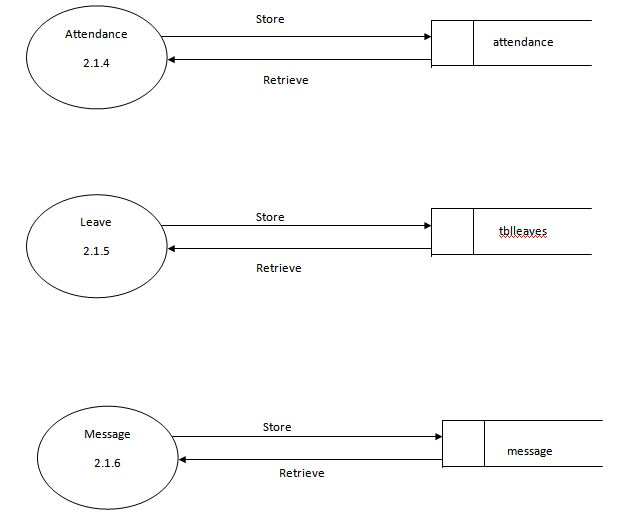 Store
Attendance
attendance
2.1.4
Retrieve
Leave
Store
tblleaves
2.1.5
Retrieve
Store
Message
message
2.1.6
Retrieve